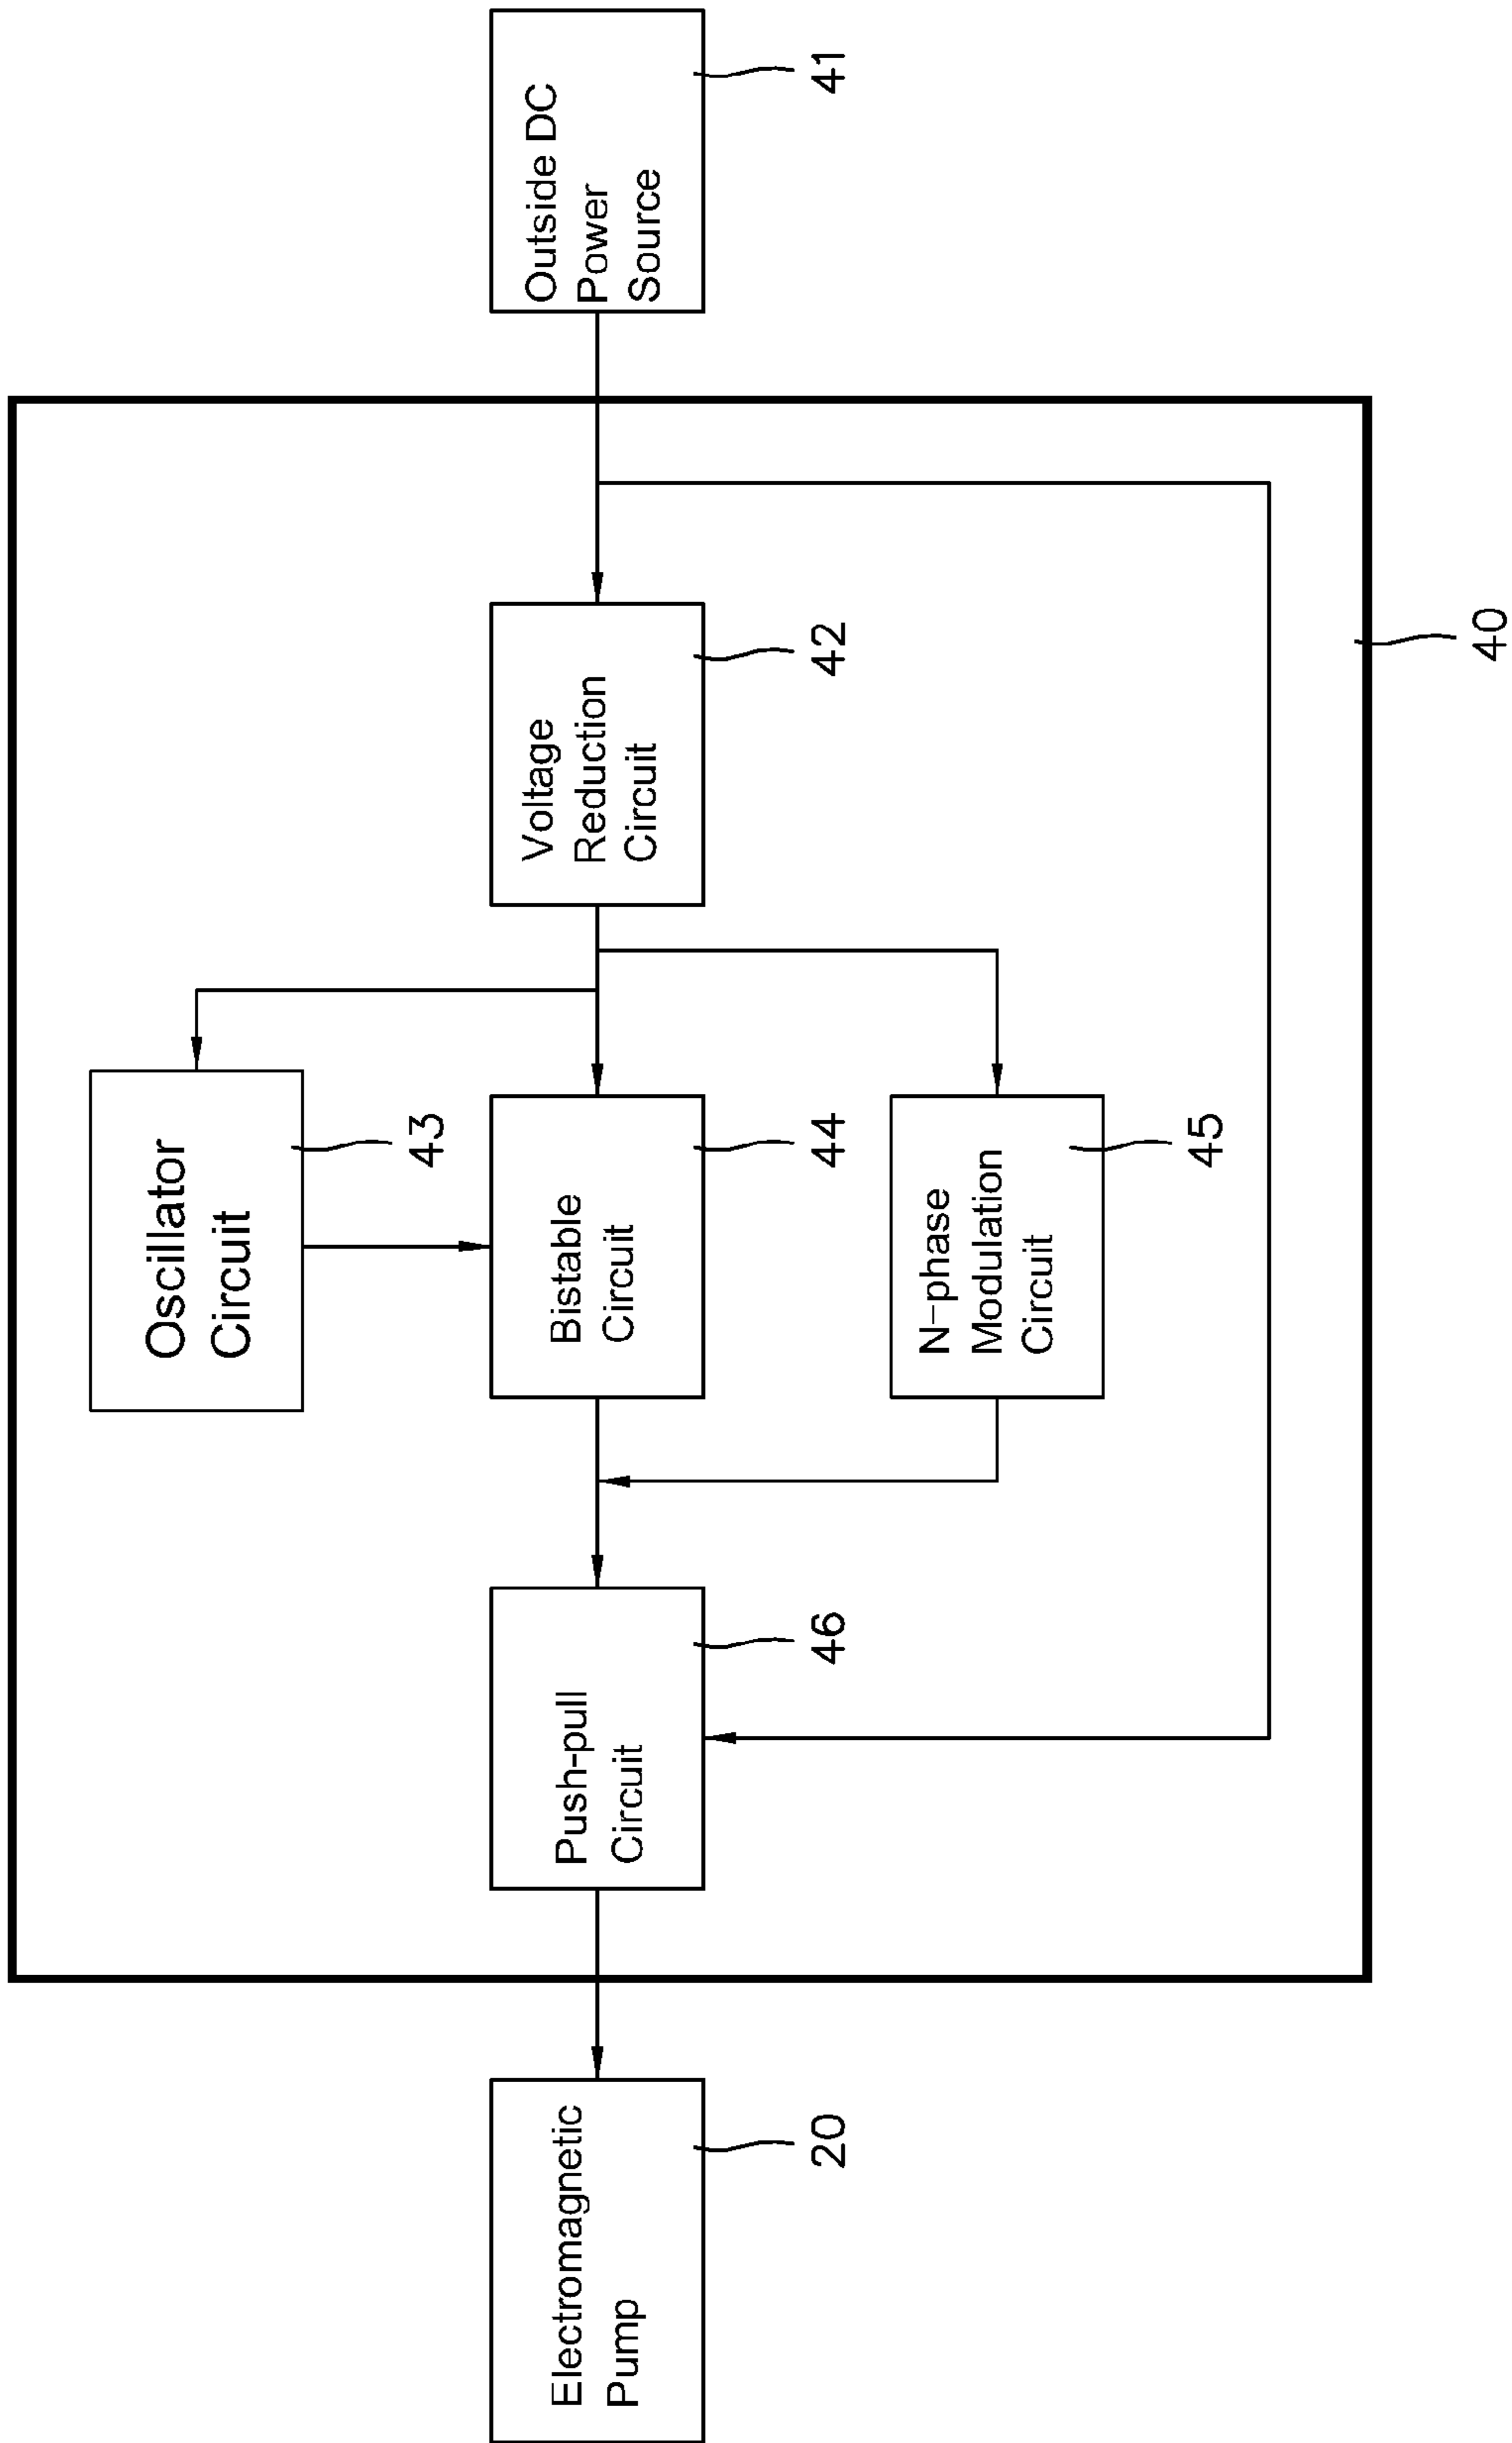 Outside DC
Power
Source
41
Voltage
Reduction
Circuit
42
40
Oscillator
Circuit
43
Bistable
Circuit
44
N-phase
Modulation
Circuit
45
Push-pull
Circuit
46
Electromagnetic
Pump
20